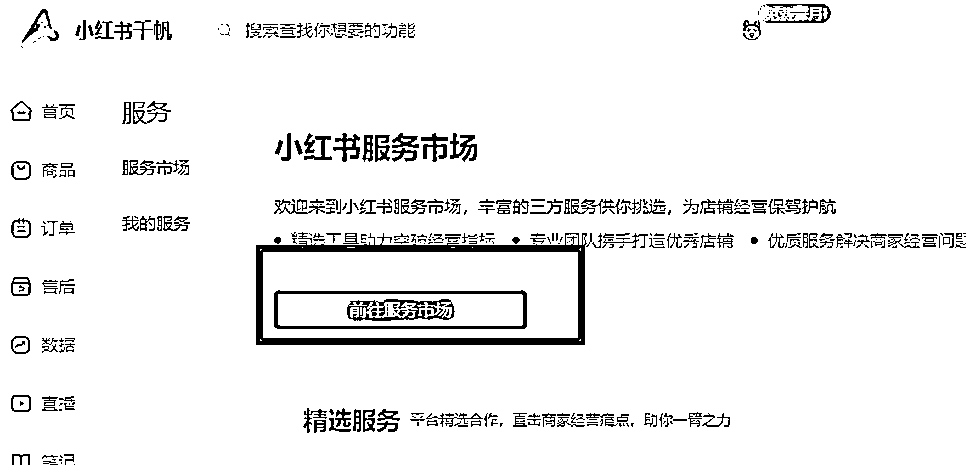 小红书千帆
搜索查找你想要的功能
首页
商品
订单
售后
数据
直播
笔记
服务
服务市场
我的服务
小红书服务市场
欢迎来到小红书服务市场，丰富的三方服务供你挑选，为店铺经营保驾护航
• 精选工具助力突破经营指标 • 专业团队携手打造优秀店铺 • 优质服务解决商家经营问题
前往服务市场
精选服务 平台精选合作，直击商家经营痛点，助你一臂之力